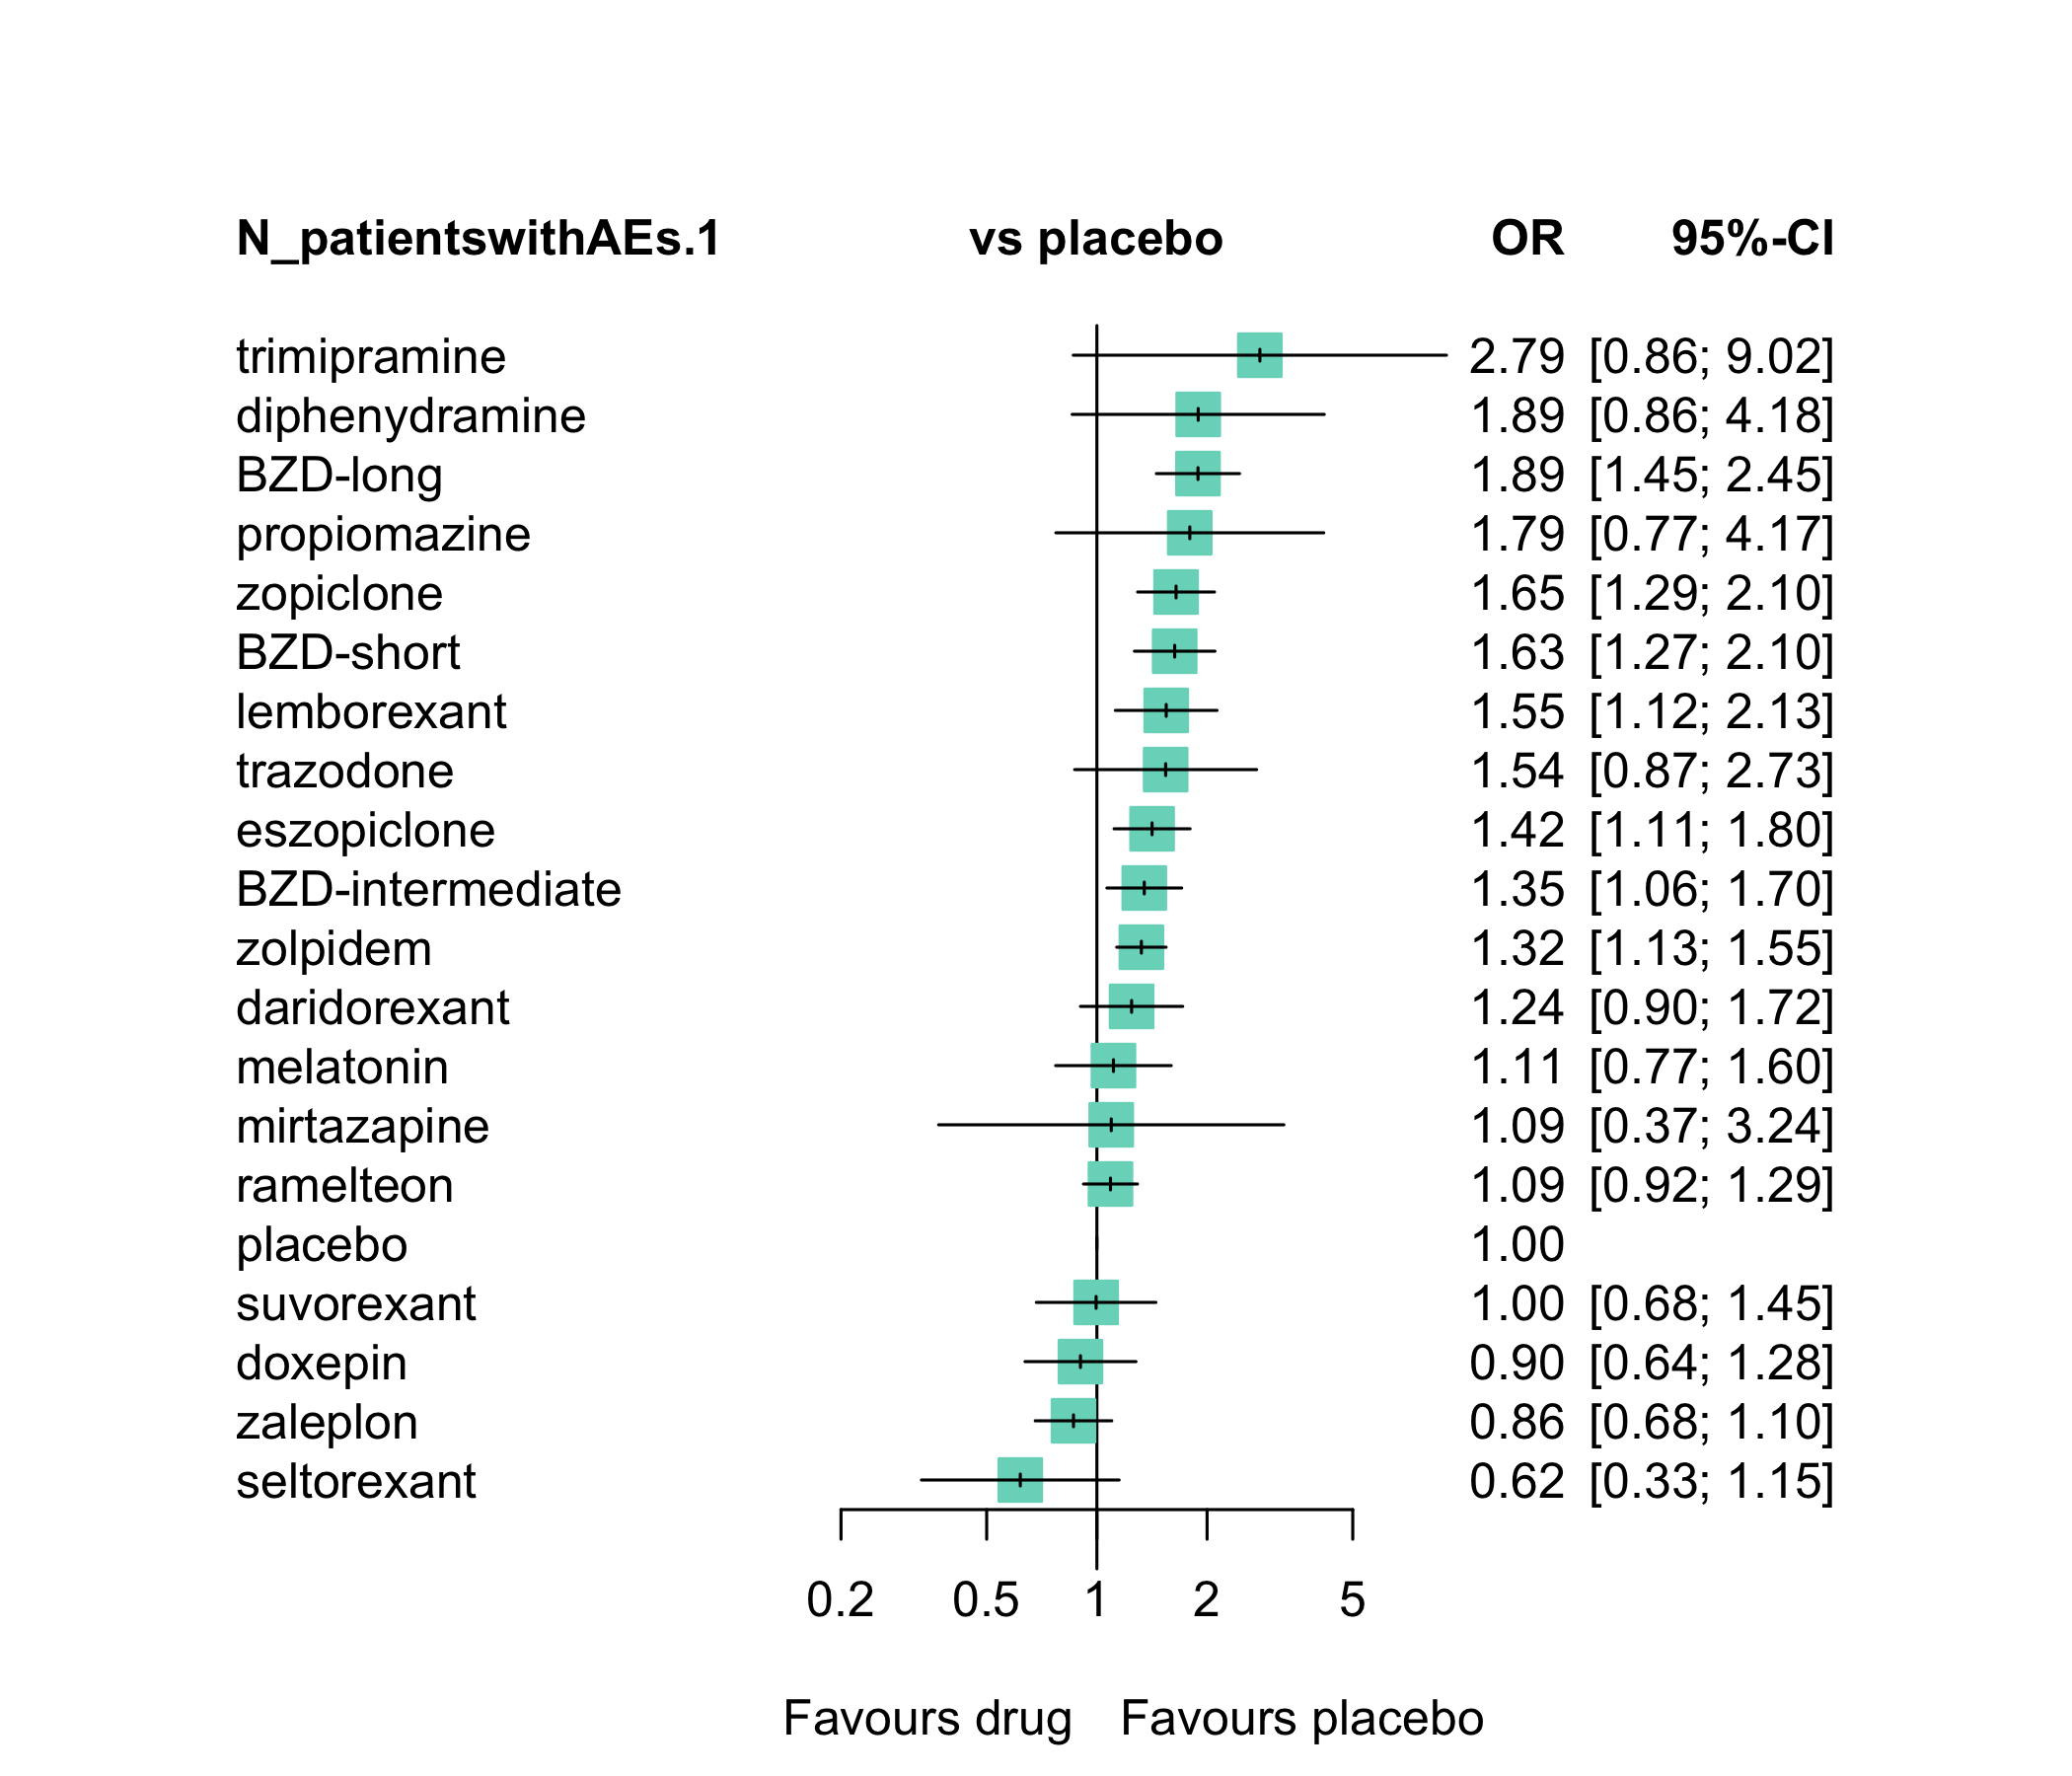 N_patientswithAEs.1 vs placebo OR 95%-CI
trimipramine 2.79 [0.86; 9.02]
diphenydramine 1.89 [0.86; 4.18]
BZD-long 1.89 [1.45; 2.45]
propiomazine 1.79 [0.77; 4.17]
zopiclone 1.65 [1.29; 2.10]
BZD-short 1.63 [1.27; 2.10]
lemborexant 1.55 [1.12; 2.13]
trazodone 1.54 [0.87; 2.73]
eszopiclone 1.42 [1.11; 1.80]
BZD-intermediate 1.35 [1.06; 1.70]
zolpidem 1.32 [1.13; 1.55]
daridorexant 1.24 [0.90; 1.72]
melatonin 1.11 [0.77; 1.60]
mirtazapine 1.09 [0.37; 3.24]
ramelteon 1.09 [0.92; 1.29]
placebo 1.00
suvorexant 1.00 [0.68; 1.45]
doxepin 0.90 [0.64; 1.28]
zaleplon 0.86 [0.68; 1.10]
seltorexant 0.62 [0.33; 1.15]
0.2 0.5 1 2 5
Favours drug Favours placebo